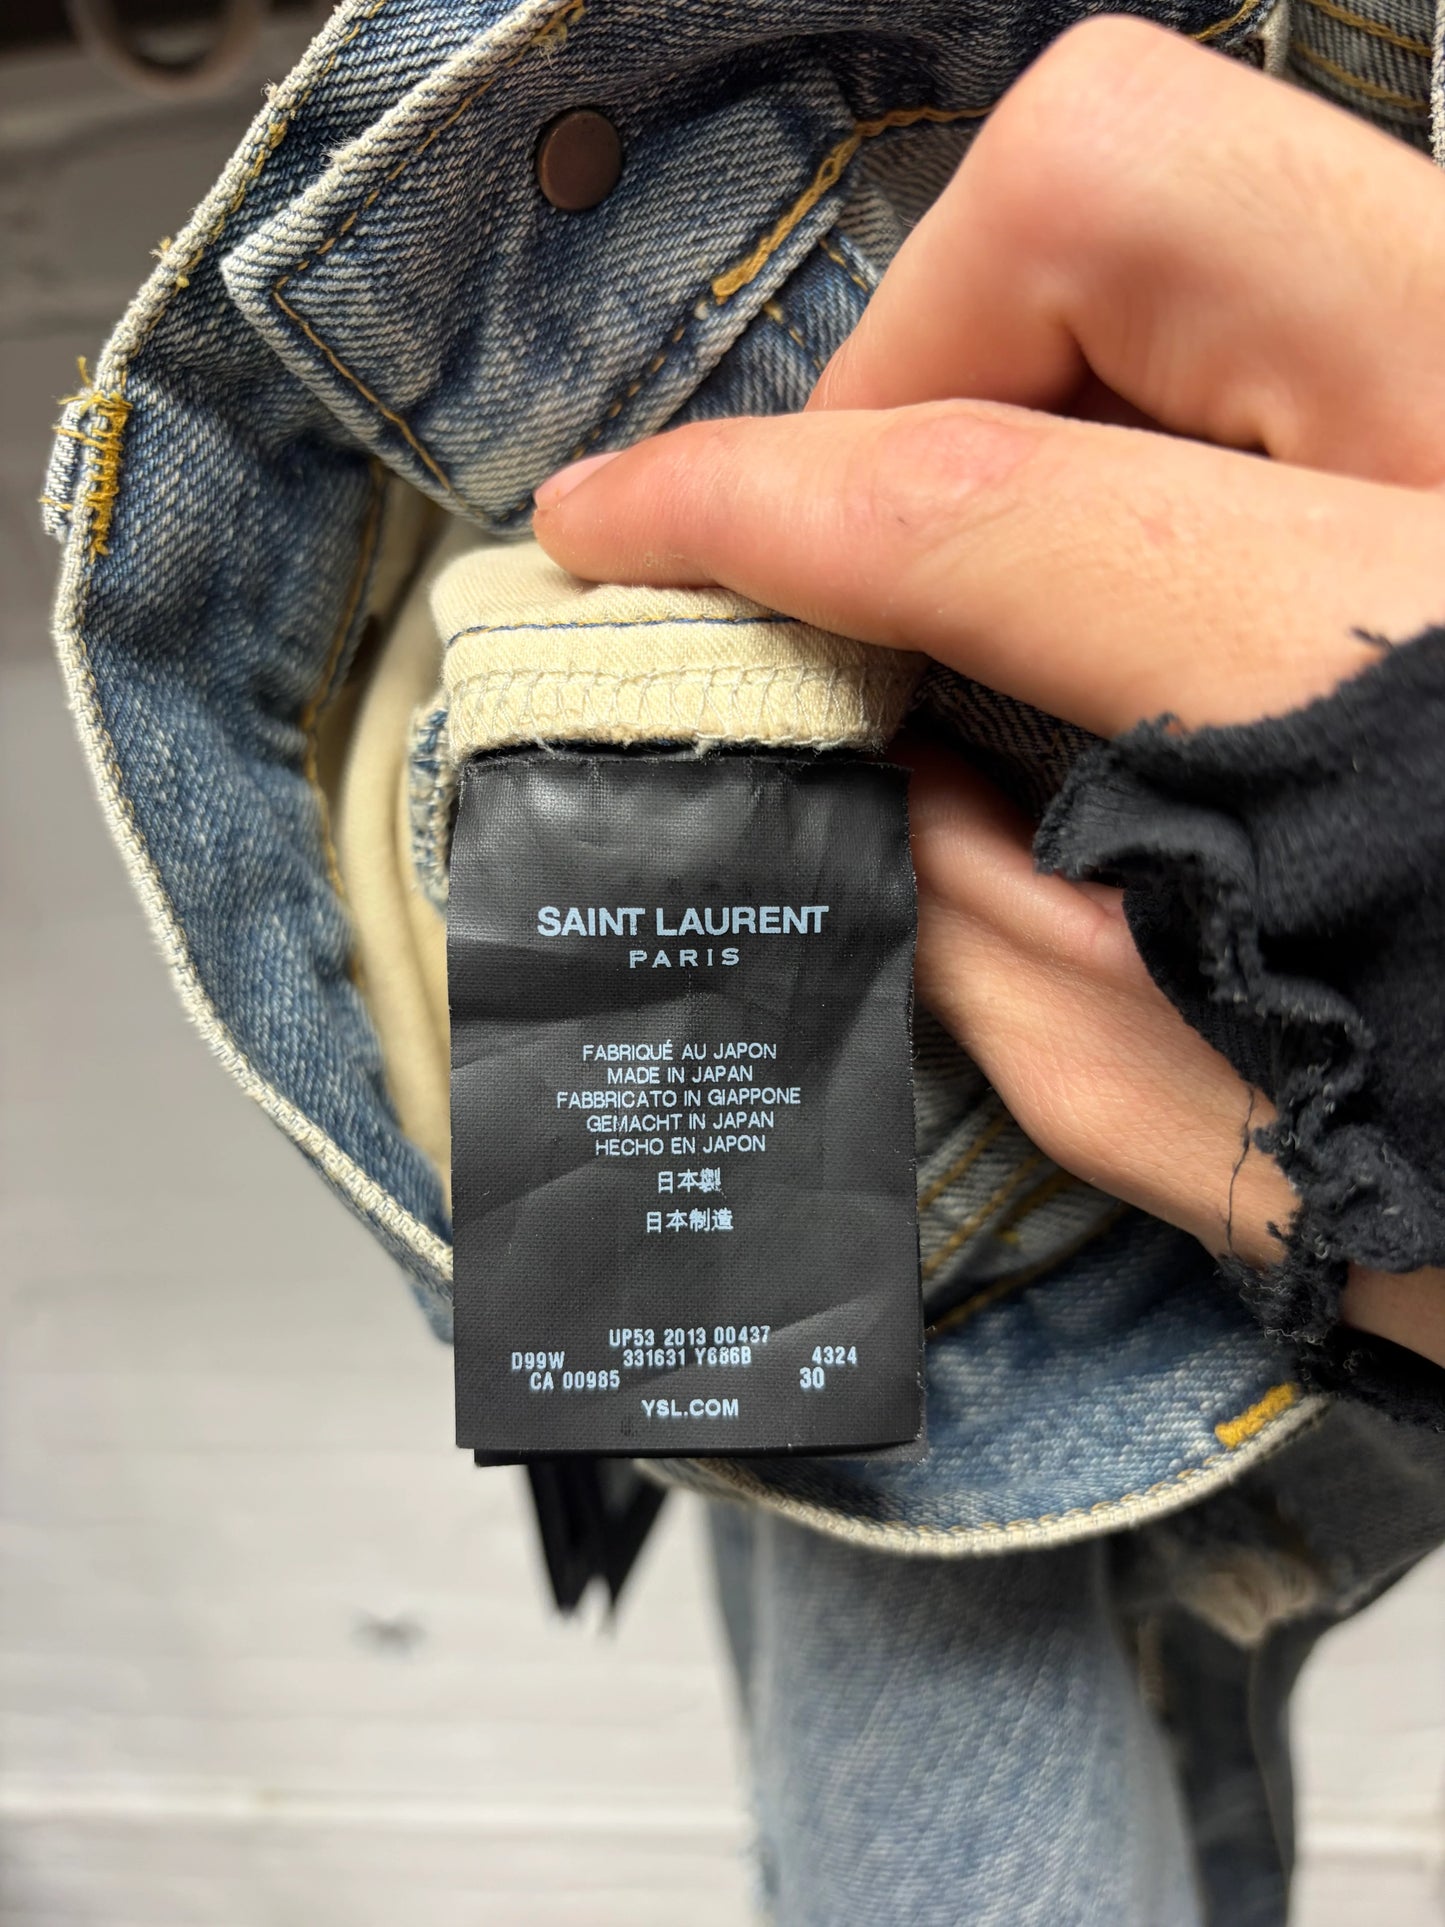 SAINT LAURENT
PARIS
FABRIQUÉ AU JAPON
MADE IN JAPAN
FABBRICATO IN GIAPPONE
GEMACHT IN JAPAN
HECHO EN JAPON
日本製
日本制造
UP53 2013 00437
D99W 331631 Y686B 4324
CA 00985 30
YSL.COM